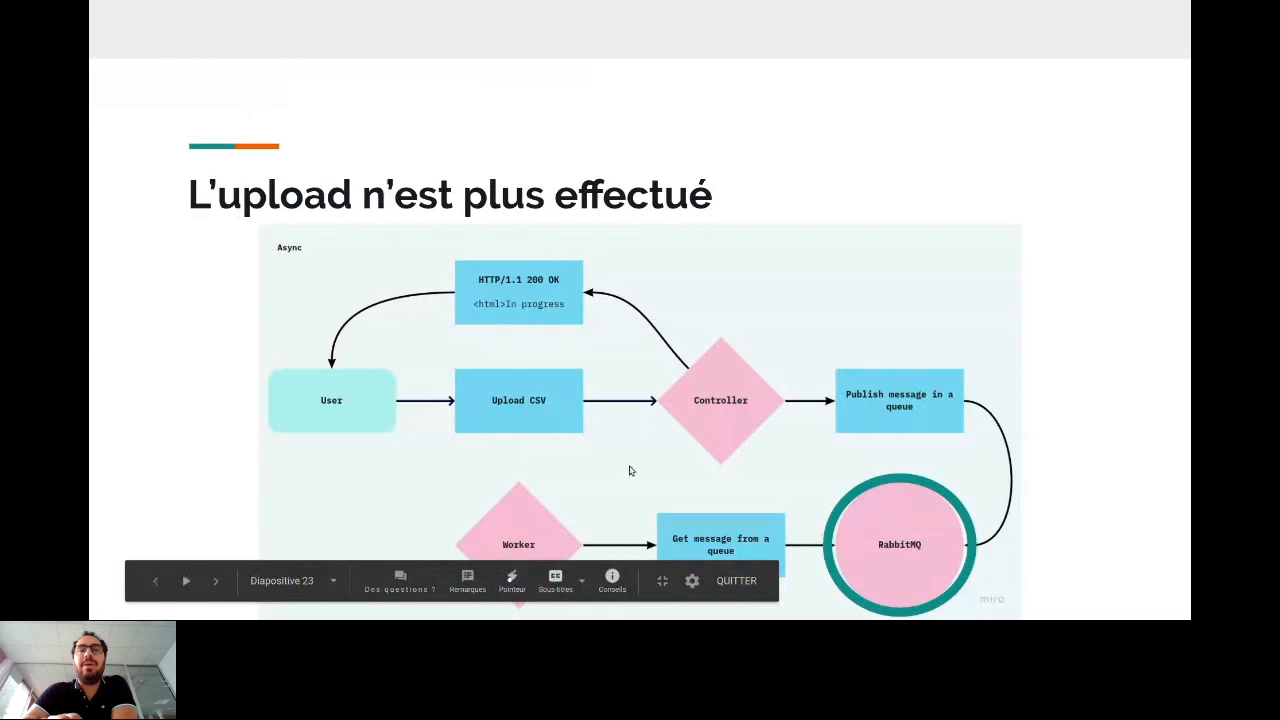 L’upload n’est plus effectué
Async
HTTP/1.1 200 OK
<html>In progress
User
Upload CSV
Controller
Publish message in a
queue
Worker
Get message from a
queue
RabbitMQ
Diapositive 23
Des questions ?
Remarques
Pointeur
Sous-titres
Conseils
QUITTER
miro